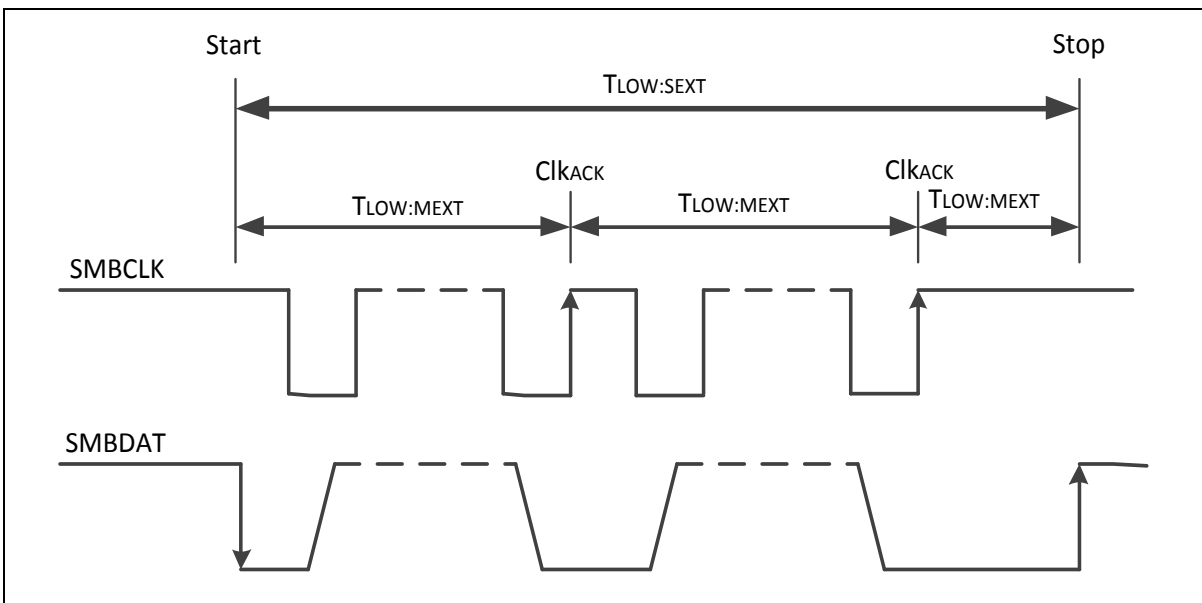 Start Stop
TLOW:SEXT
ClkACK ClkACK
TLOW:MEXT TLOW:MEXT TLOW:MEXT
SMBCLK
SMBDAT